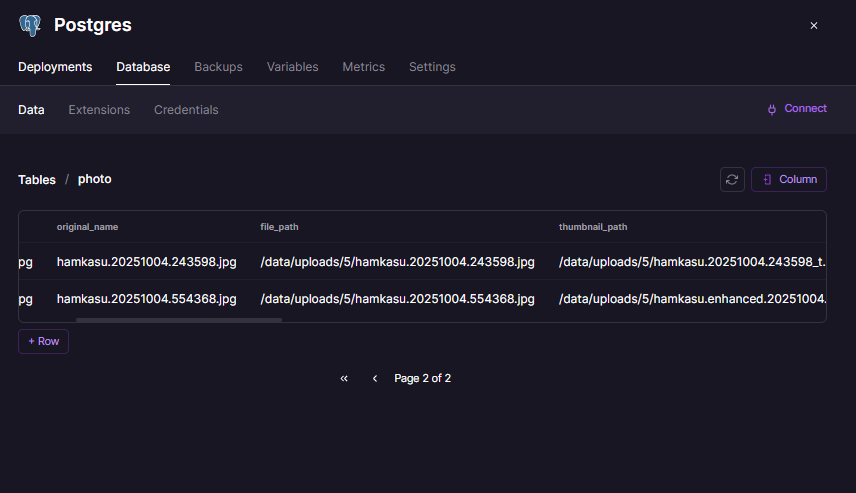 Postgres
×
Deployments Database Backups Variables Metrics Settings
Data Extensions Credentials Connect
Tables / photo
Column
original_name file_path thumbnail_path
pg hamkasu.20251004.243598.jpg /data/uploads/5/hamkasu.20251004.243598.jpg /data/uploads/5/hamkasu.20251004.243598_t.
pg hamkasu.20251004.554368.jpg /data/uploads/5/hamkasu.20251004.554368.jpg /data/uploads/5/hamkasu.enhanced.20251004.
+ Row
« ‹ Page 2 of 2